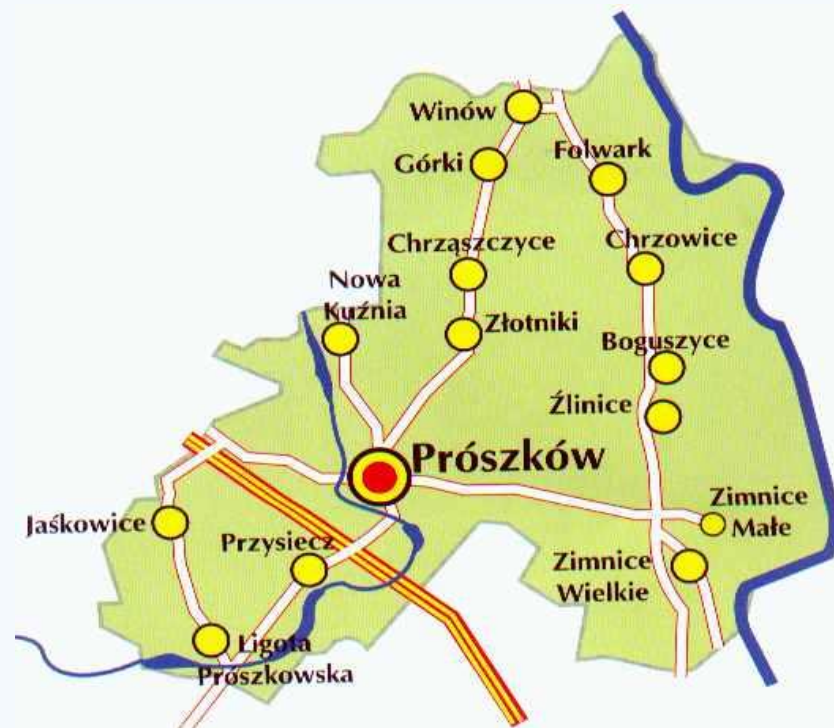 Winów
Górki
Folwark
Chrząszczyce
Chrzowice
Nowa
Kuźnia
Złotniki
Boguszyce
Źlinice
Prószków
Zimnice
Małe
Jaśkowice
Przysiecz
Zimnice
Wielkie
Ligota
Prószkowska